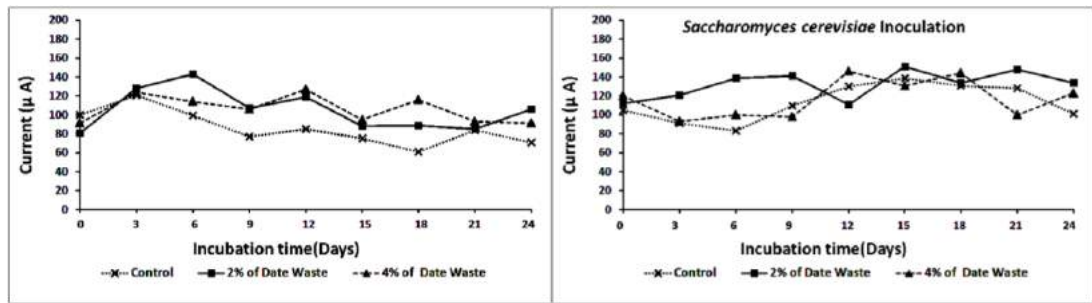 Current (µ A)
200
180
160
140
120
100
80
60
40
20
0
0 3 6 9 12 15 18 21 24
Incubation time(Days)
Control 2% of Date Waste 4% of Date Waste
Saccharomyces cerevisiae Inoculation
Current (µ A)
200
180
160
140
120
100
80
60
40
20
0
0 3 6 9 12 15 18 21 24
Incubation time(Days)
Control 2% of Date Waste 4% of Date Waste